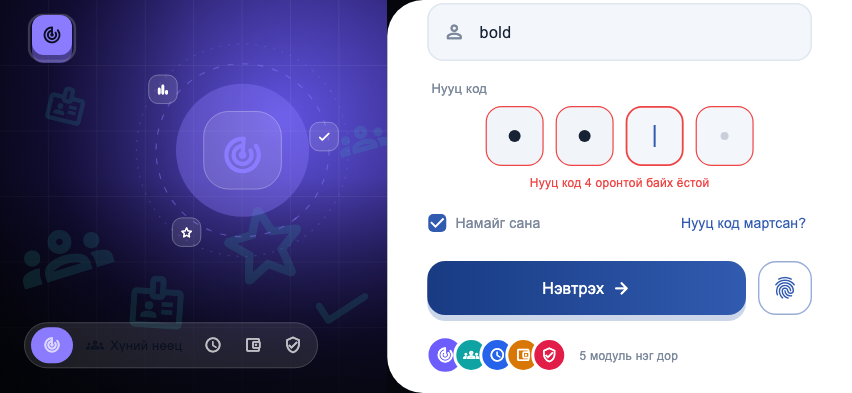 bold
Нууц код
Нууц код 4 оронтой байх ёстой
Намайг сана
Нууц код мартсан?
Нэвтрэх
Хүний нөөц
5 модуль нэг дор